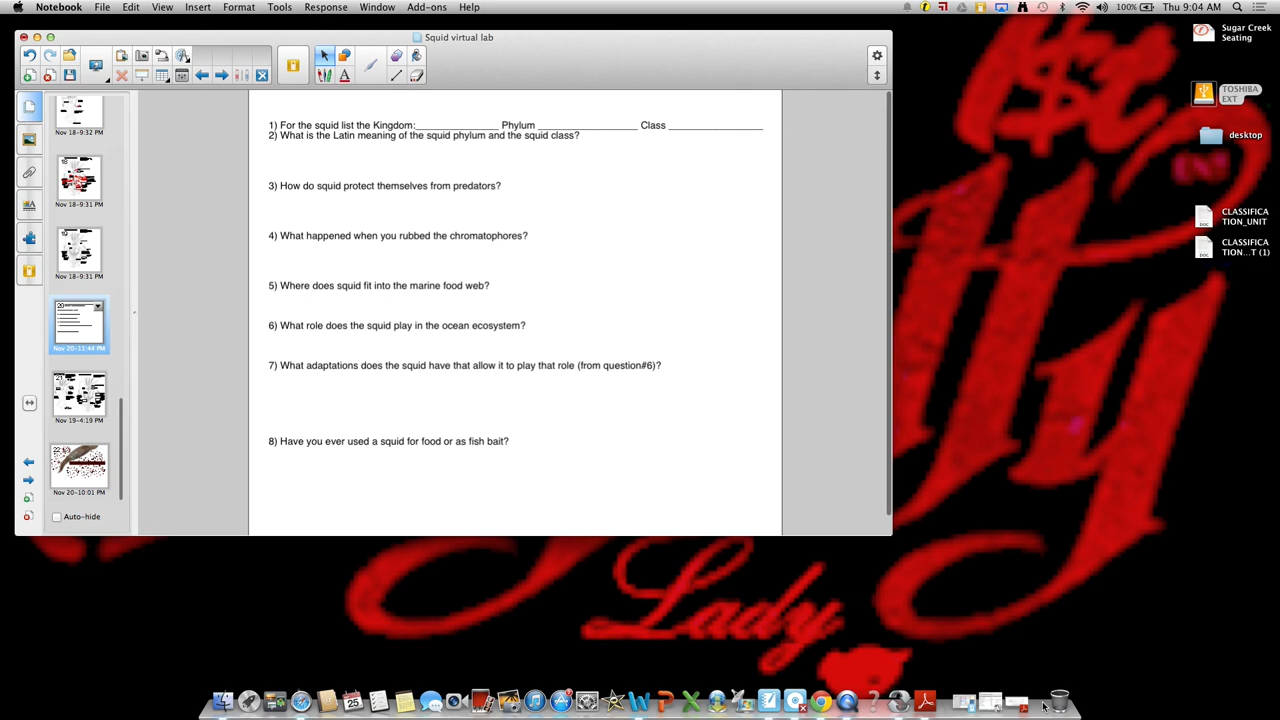 Notebook File Edit View Insert Format Tools Response Window Add-ons Help 100% Thu 9:04 AM
Squid virtual lab
Sugar Creek
Seating
TOSHIBA
EXT
desktop
CLASSIFICA
TION_UNIT
CLASSIFICA
TION...T (1)
Nov 18-9:32 PM
Nov 18-9:31 PM
Nov 18-9:31 PM
20
Nov 20-11:44 PM
21
Nov 19-4:19 PM
22
Nov 20-10:01 PM
Auto-hide
1) For the squid list the Kingdom:_______________ Phylum __________________ Class _________________
2) What is the Latin meaning of the squid phylum and the squid class?
3) How do squid protect themselves from predators?
4) What happened when you rubbed the chromatophores?
5) Where does squid fit into the marine food web?
6) What role does the squid play in the ocean ecosystem?
7) What adaptations does the squid have that allow it to play that role (from question#6)?
8) Have you ever used a squid for food or as fish bait?
Lady
25